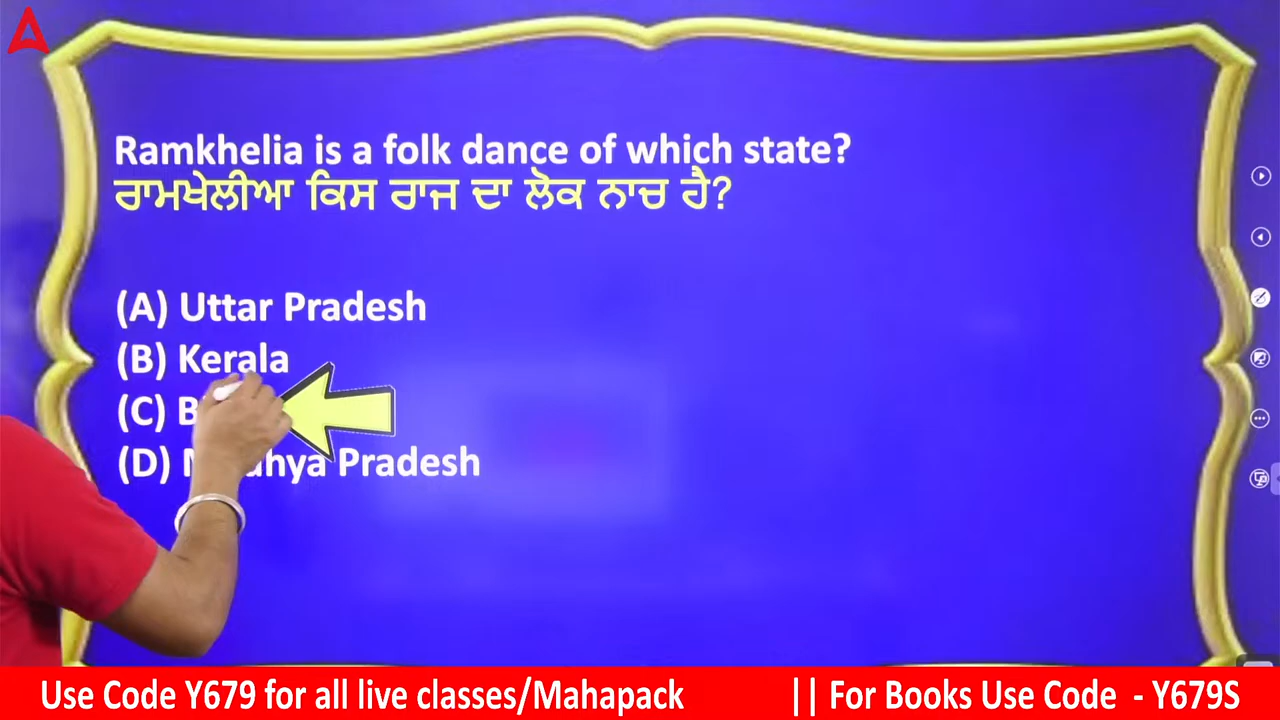 Ramkhelia is a folk dance of which state?
ਰਾਮਖੇਲੀਆ ਕਿਸ ਰਾਜ ਦਾ ਲੋਕ ਨਾਚ ਹੈ?
(A) Uttar Pradesh
(B) Kerala
(C)
(D) Pradesh
Use Code Y679 for all live classes/Mahapack || For Books Use Code - Y679S